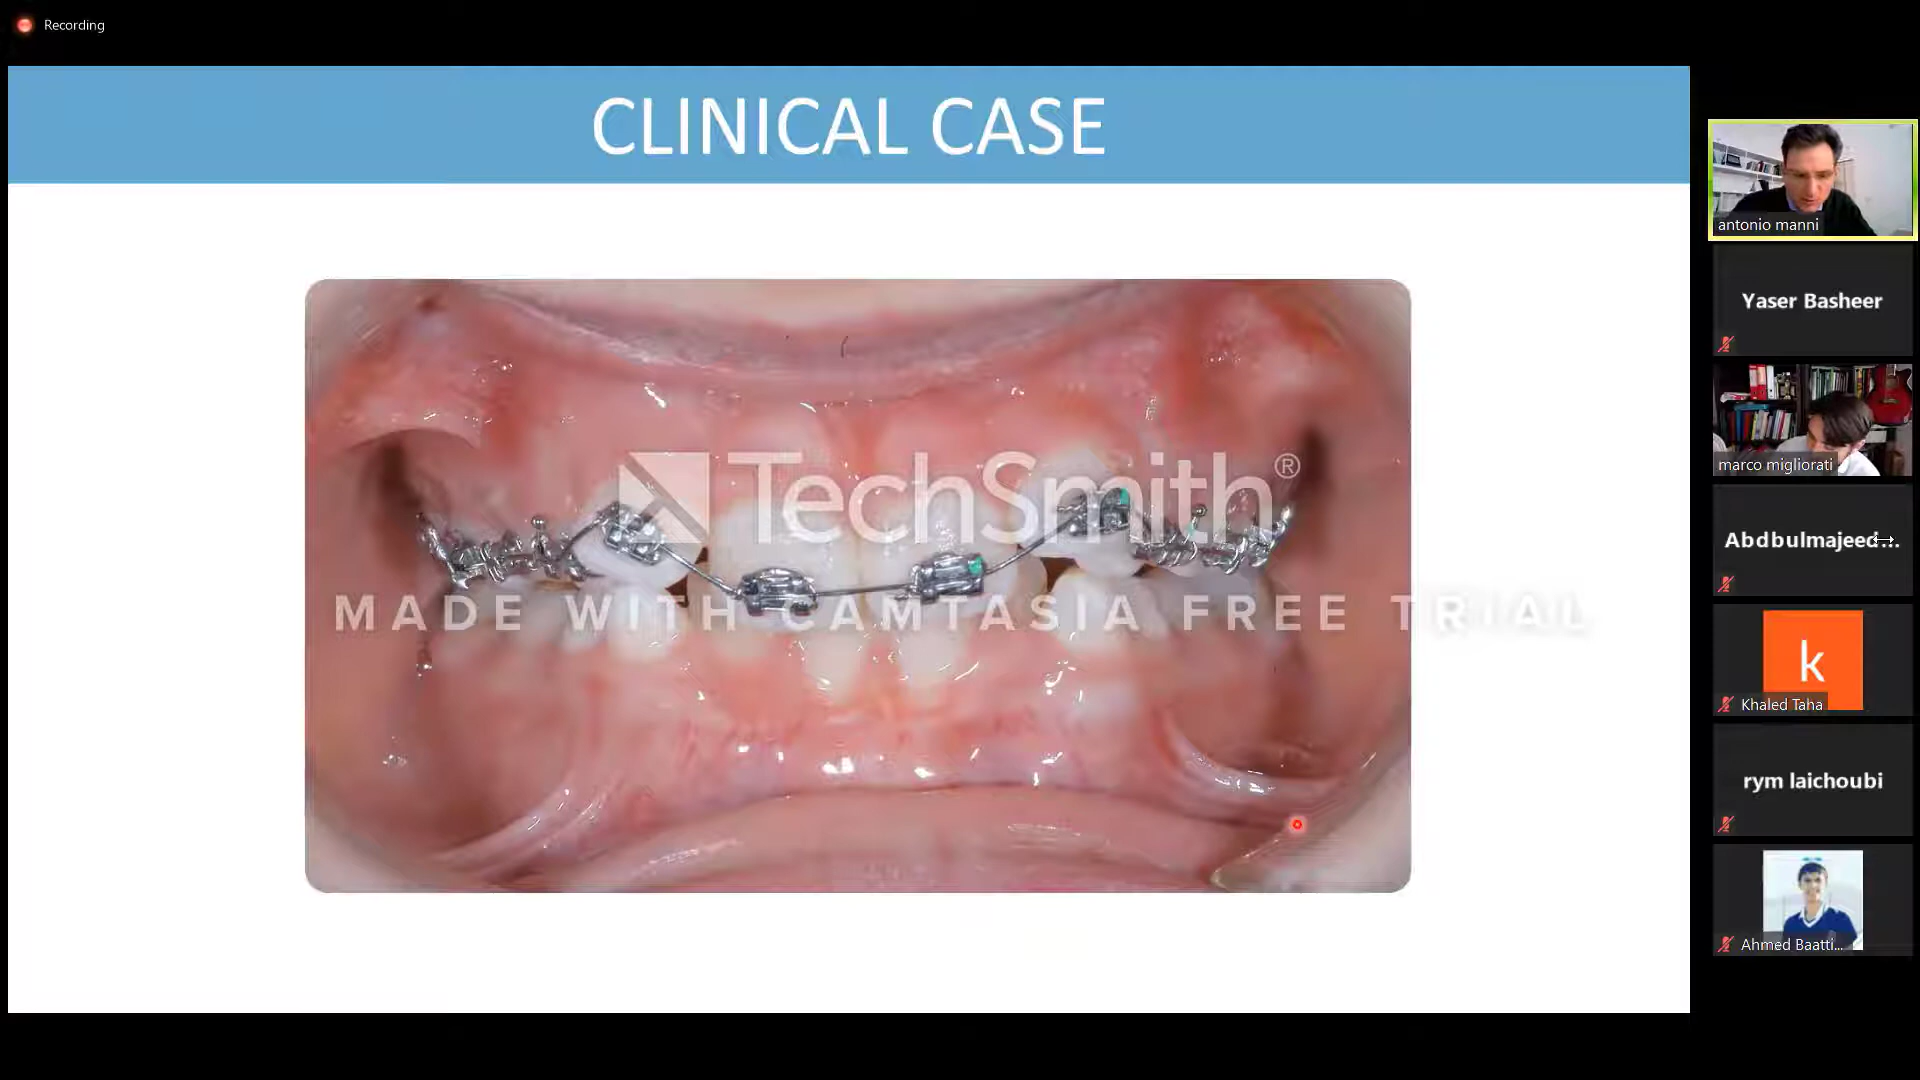 Recording
CLINICAL CASE
TechSmith®
MADE WITH CAMTASIA FREE TRIAL
antonio manni
Yaser Basheer
marco migliorati
Abdbulmajeed...
k
Khaled Taha
rym laichoubi
Ahmed Baatti...